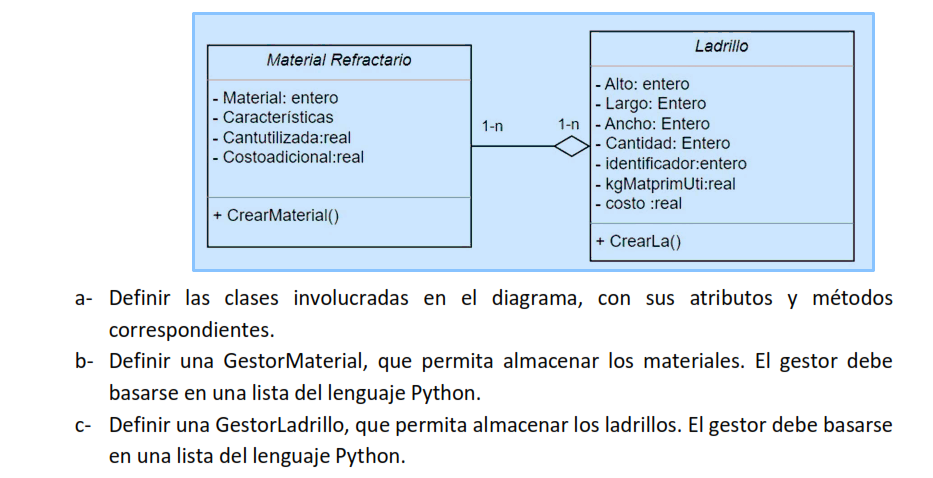 Material Refractario
- Material: entero
- Características
- Cantutilizada:real
- Costoadicional:real
+ CrearMaterial()
1-n
1-n
Ladrillo
- Alto: entero
- Largo: Entero
- Ancho: Entero
- Cantidad: Entero
- identificador:entero
- kgMatprimUti:real
- costo :real
+ CrearLa()
a- Definir las clases involucradas en el diagrama, con sus atributos y métodos
correspondientes.
b- Definir una GestorMaterial, que permita almacenar los materiales. El gestor debe
basarse en una lista del lenguaje Python.
c- Definir una GestorLadrillo, que permita almacenar los ladrillos. El gestor debe basarse
en una lista del lenguaje Python.